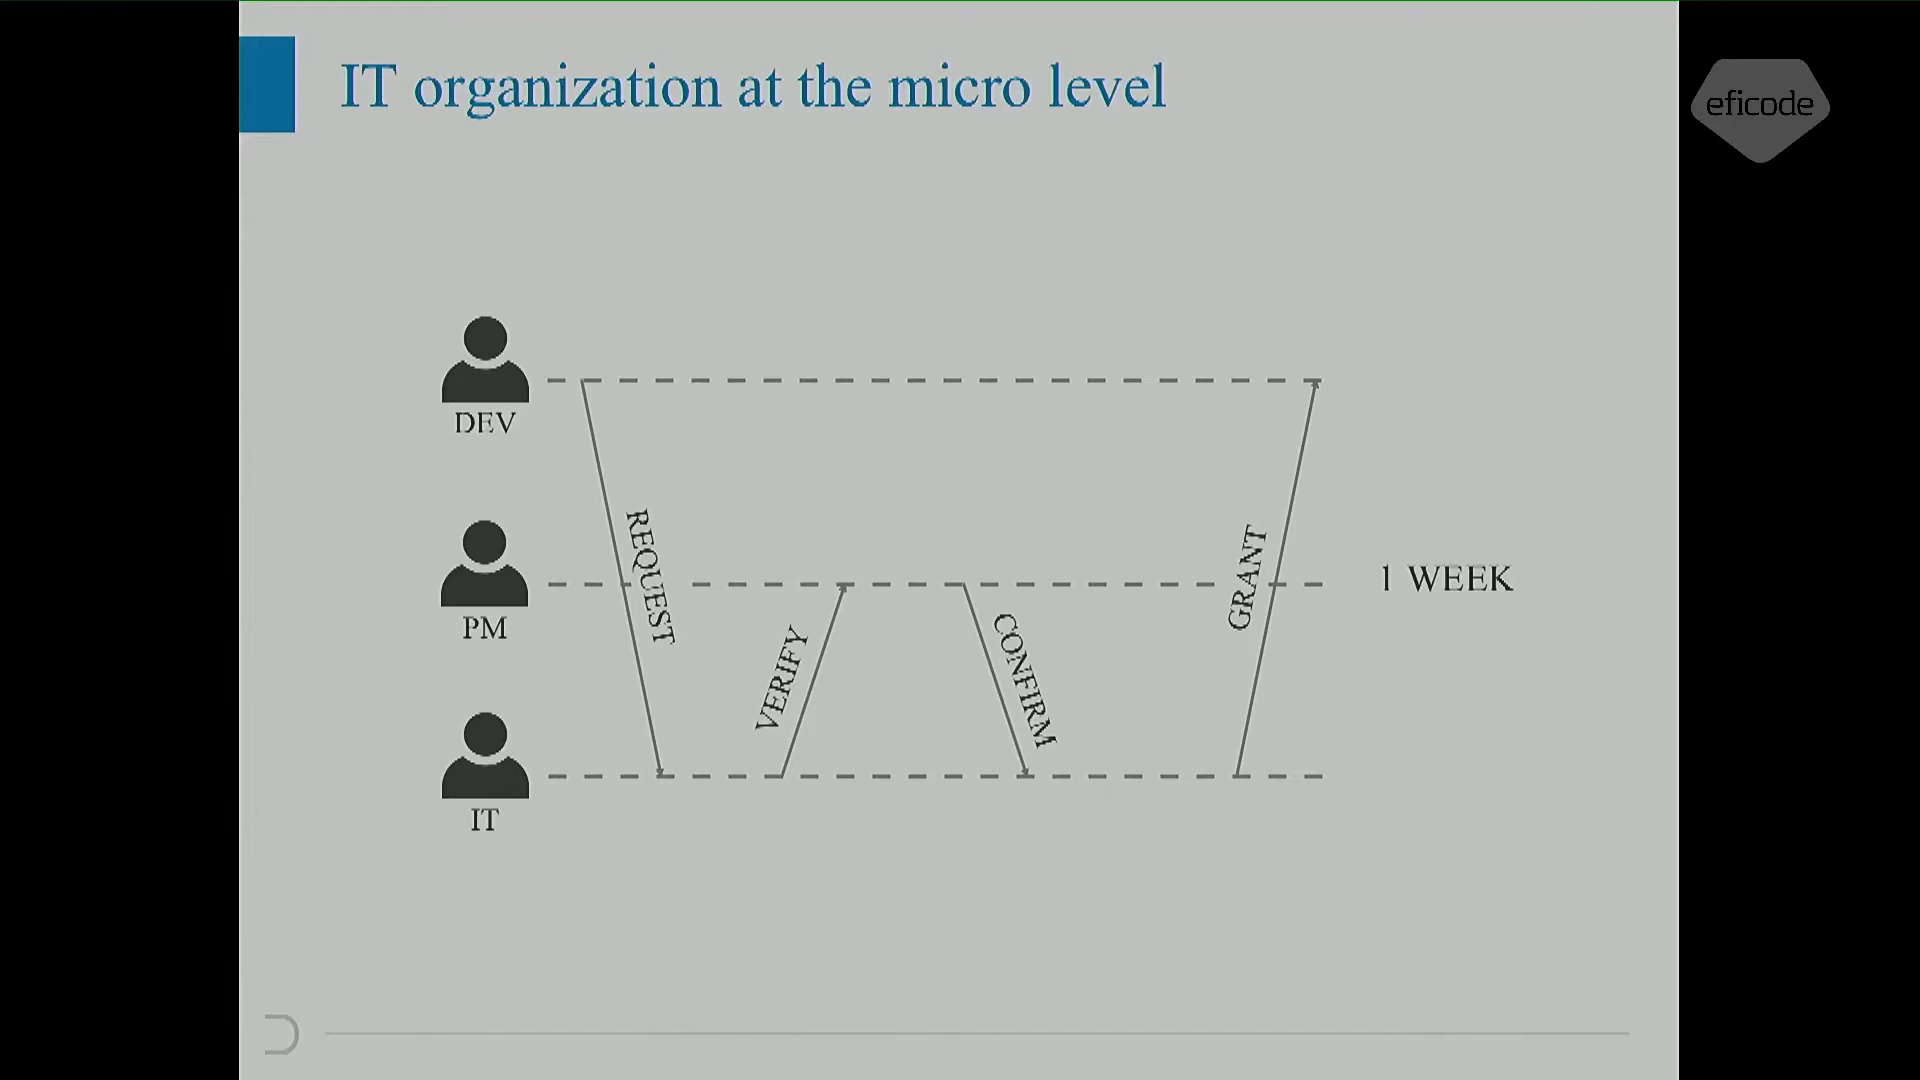 IT organization at the micro level
eficode
DEV
REQUEST
GRANT
PM
1 WEEK
VERIFY
CONFIRM
IT